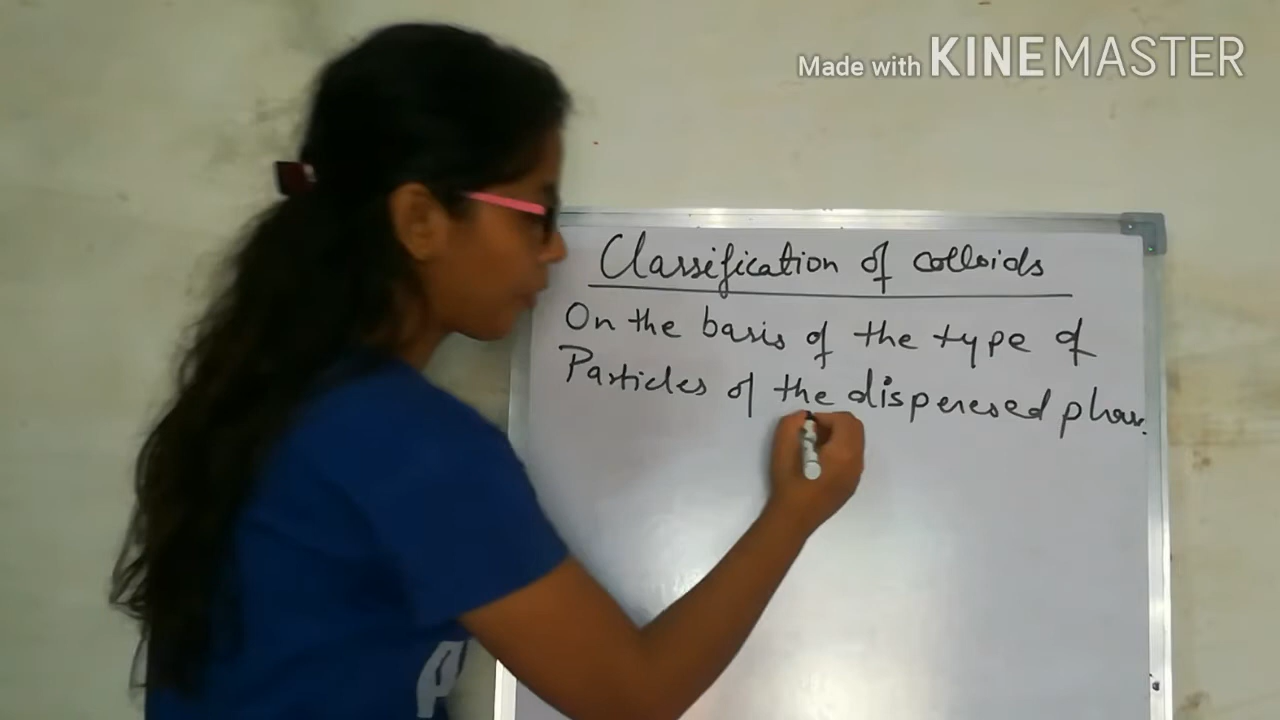 Made with KINEMASTER
Classification of colloids
On the basis of the type of
Particles of the dispersed phase.